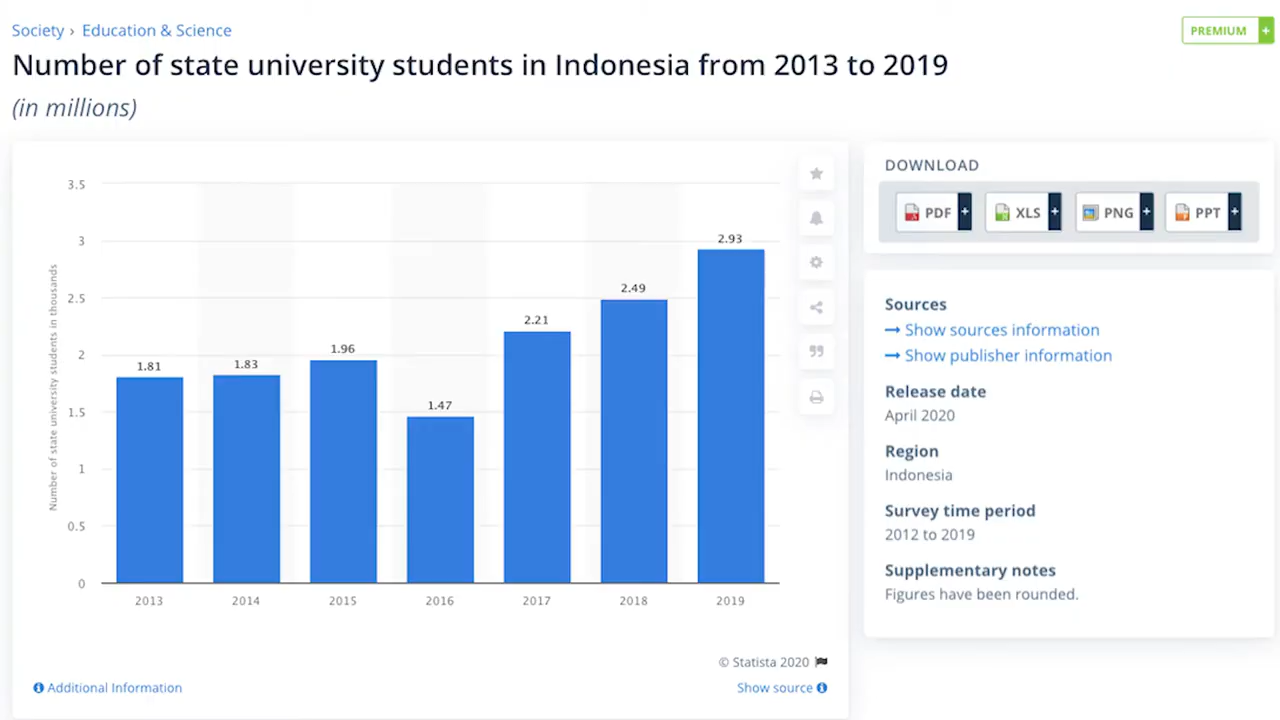 Society › Education & Science
PREMIUM +
Number of state university students in Indonesia from 2013 to 2019
(in millions)
Number of state university students in thousands
3.5
3
2.5
2
1.5
1
0.5
0
1.81
1.83
1.96
1.47
2.21
2.49
2.93
2013 2014 2015 2016 2017 2018 2019
© Statista 2020
Additional Information
Show source
DOWNLOAD
PDF + XLS + PNG + PPT +
Sources
→ Show sources information
→ Show publisher information
Release date
April 2020
Region
Indonesia
Survey time period
2012 to 2019
Supplementary notes
Figures have been rounded.